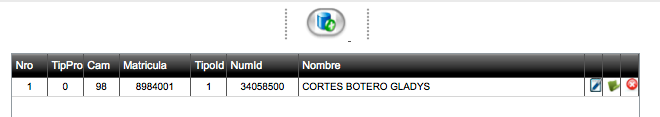 Nro TipPro Cam Matricula TipoId NumId Nombre
1 0 98 8984001 1 34058500 CORTES BOTERO GLADYS